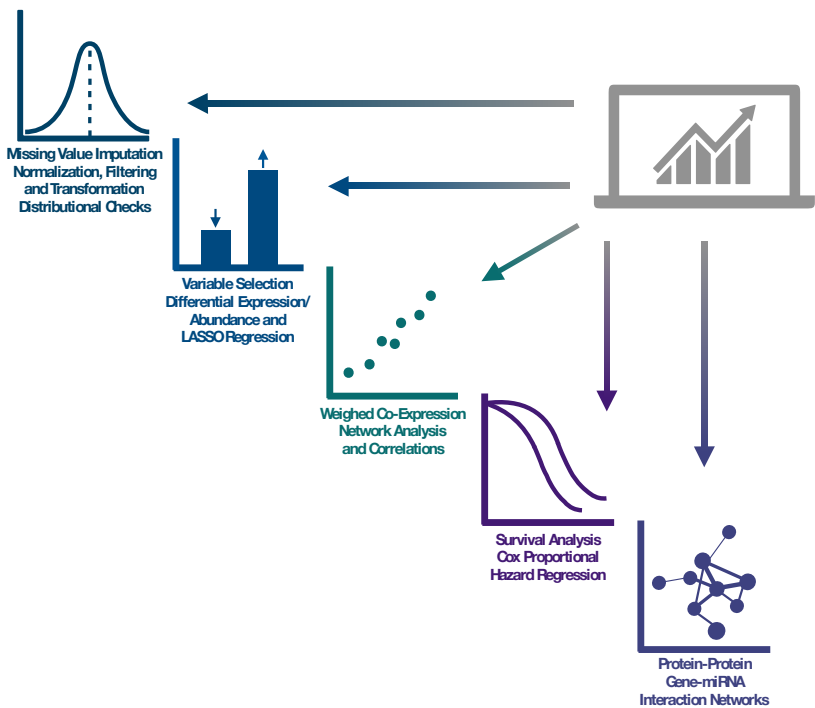 Missing Value Imputation
Normalization, Filtering
and Transformation
Distributional Checks
Variable Selection
Differential Expression/
Abundance and
LASSO Regression
Weighed Co-Expression
Network Analysis
and Correlations
Survival Analysis
Cox Proportional
Hazard Regression
Protein-Protein
Gene-miRNA
Interaction Networks